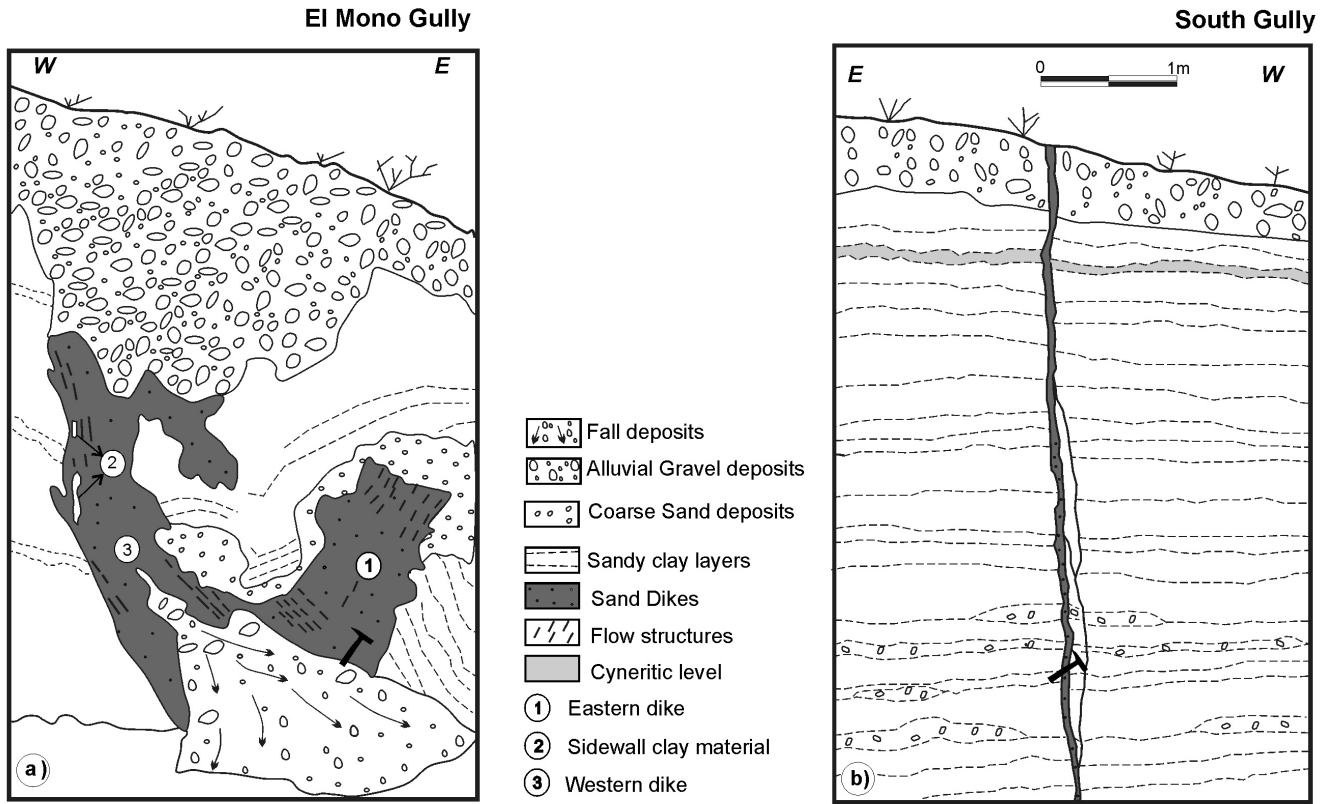 El Mono Gully
South Gully
W
E
E
0
1m
W
Fall deposits
Alluvial Gravel deposits
Coarse Sand deposits
Sandy clay layers
Sand Dikes
Flow structures
Cyneritic level
1 Eastern dike
2 Sidewall clay material
3 Western dike
2
3
1
a)
b)